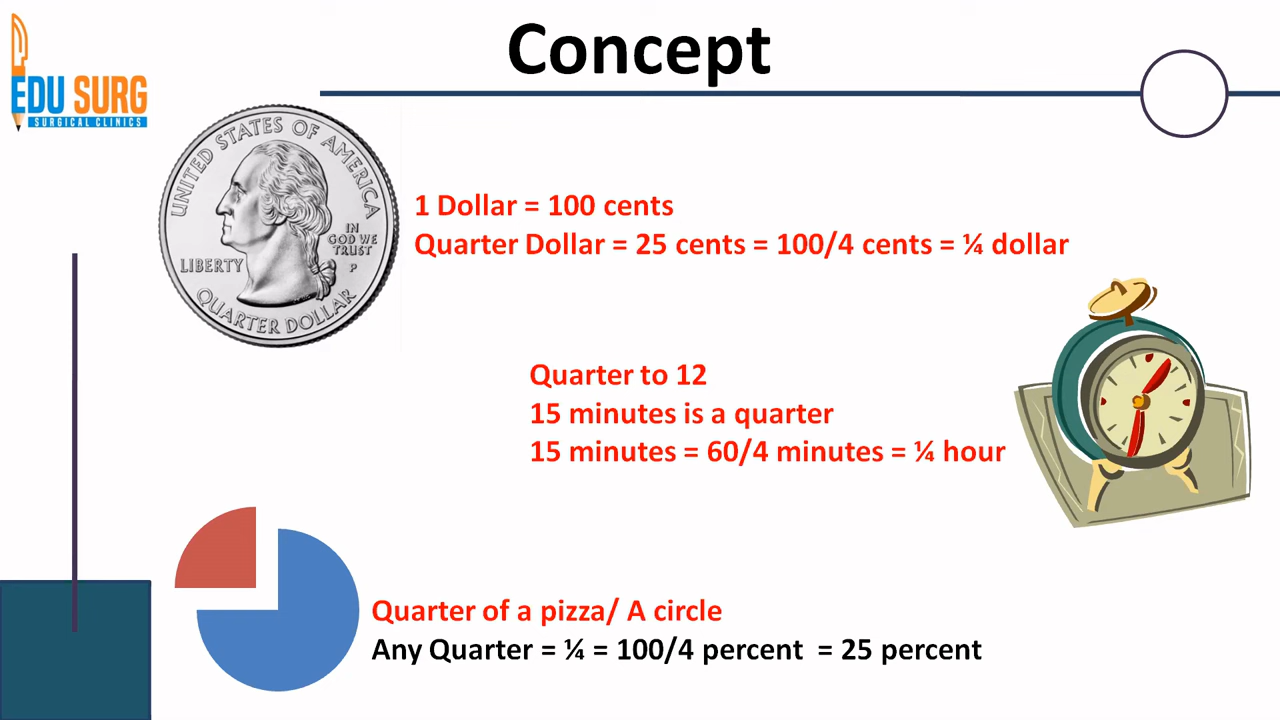 Concept
EDU SURG
SURGICAL CLINICS
UNITED STATES OF AMERICA
IN
GOD WE
TRUST
P
LIBERTY
QUARTER DOLLAR
1 Dollar = 100 cents
Quarter Dollar = 25 cents = 100/4 cents = ¼ dollar
Quarter to 12
15 minutes is a quarter
15 minutes = 60/4 minutes = ¼ hour
Quarter of a pizza/ A circle
Any Quarter = ¼ = 100/4 percent = 25 percent